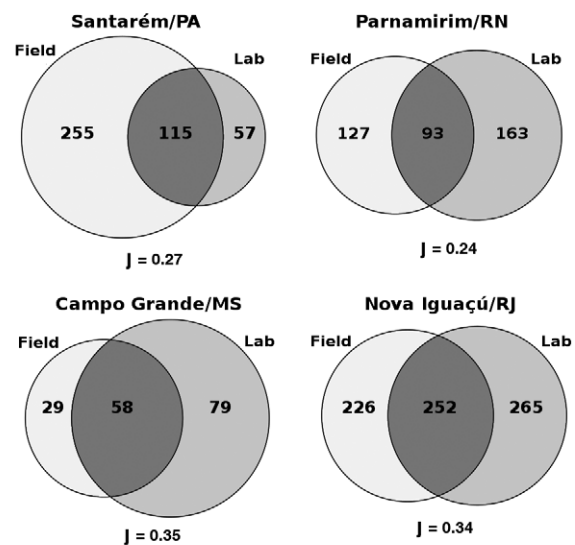 Santarém/PA
Field
Lab
255 115 57
J = 0.27
Parnamirim/RN
Field
Lab
127 93 163
J = 0.24
Campo Grande/MS
Field
Lab
29 58 79
J = 0.35
Nova Iguaçú/RJ
Field
Lab
226 252 265
J = 0.34